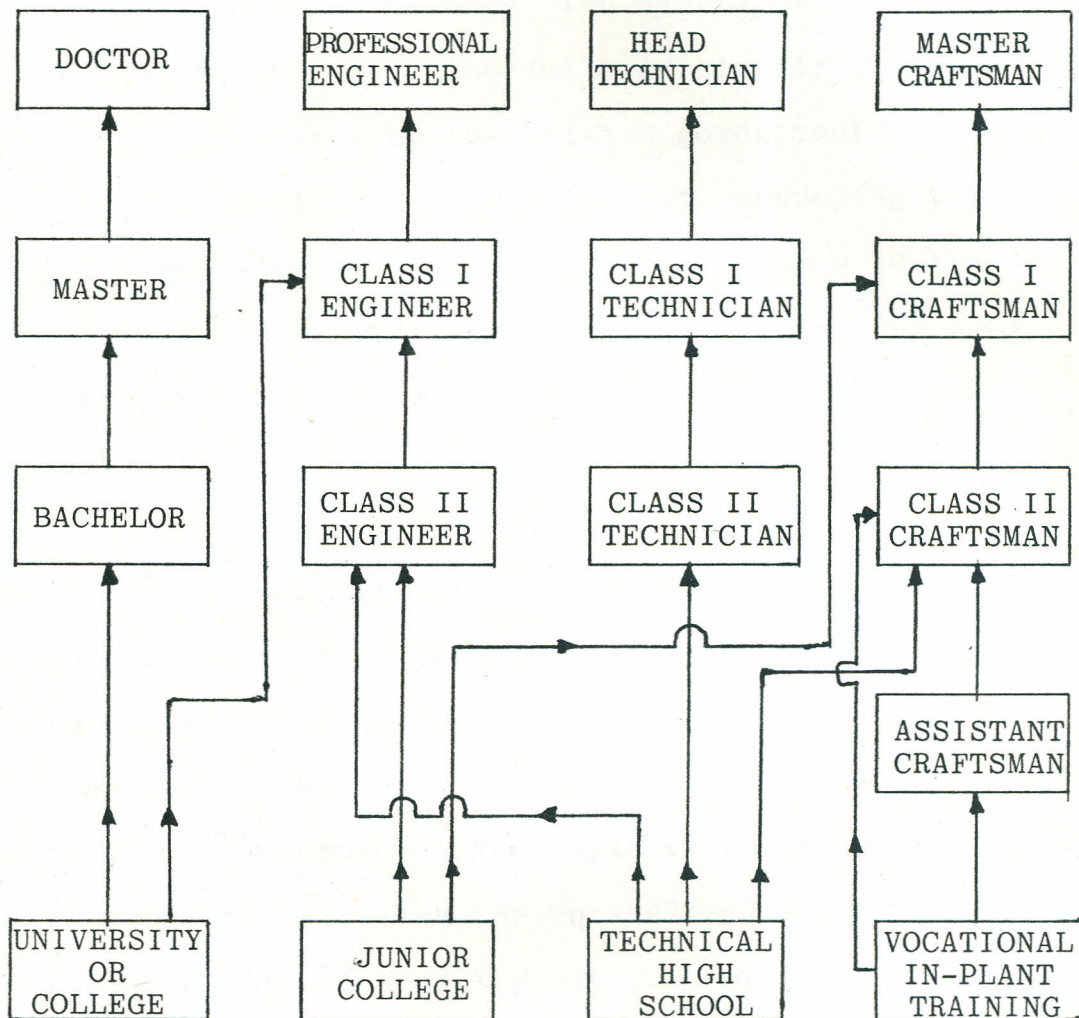 DOCTOR
PROFESSIONAL
ENGINEER
HEAD
TECHNICIAN
MASTER
CRAFTSMAN
MASTER
CLASS I
ENGINEER
CLASS I
TECHNICIAN
CLASS I
CRAFTSMAN
BACHELOR
CLASS II
ENGINEER
CLASS II
TECHNICIAN
CLASS II
CRAFTSMAN
ASSISTANT
CRAFTSMAN
UNIVERSITY
OR
COLLEGE
JUNIOR
COLLEGE
TECHNICAL
HIGH
SCHOOL
VOCATIONAL
IN-PLANT
TRAINING